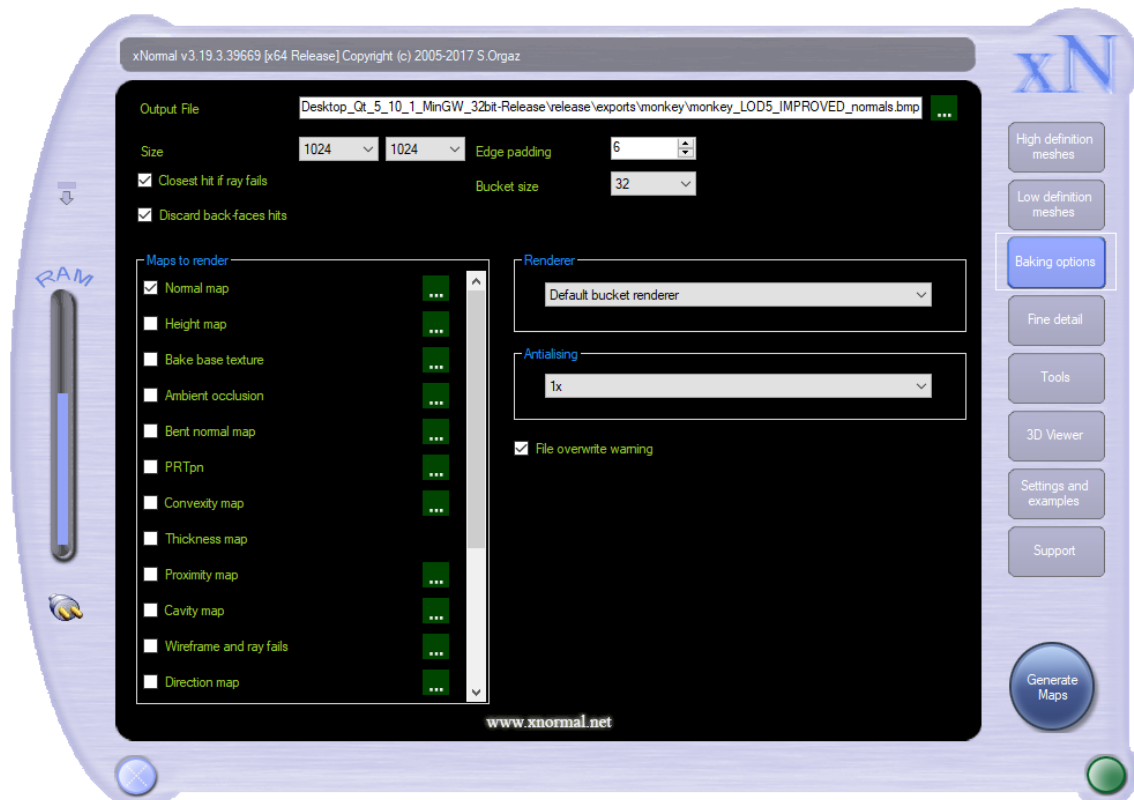 xNormal v3.19.3.39669 [x64 Release] Copyright (c) 2005-2017 S.Orgaz
xN
Output File
Desktop_Qt_5_10_1_MinGW_32bit-Release\release\exports\monkey\monkey_LOD5_IMPROVED_normals.bmp
...
Size
1024
1024
Edge padding
6
Closest hit if ray fails
Bucket size
32
Discard back-faces hits
RAM
Maps to render
Normal map
...
Height map
...
Bake base texture
...
Ambient occlusion
...
Bent normal map
...
PRTpn
...
Convexity map
...
Thickness map
Proximity map
...
Cavity map
...
Wireframe and ray fails
...
Direction map
...
Renderer
Default bucket renderer
Antialising
1x
File overwrite warning
www.xnormal.net
High definition
meshes
Low definition
meshes
Baking options
Fine detail
Tools
3D Viewer
Settings and
examples
Support
Generate
Maps